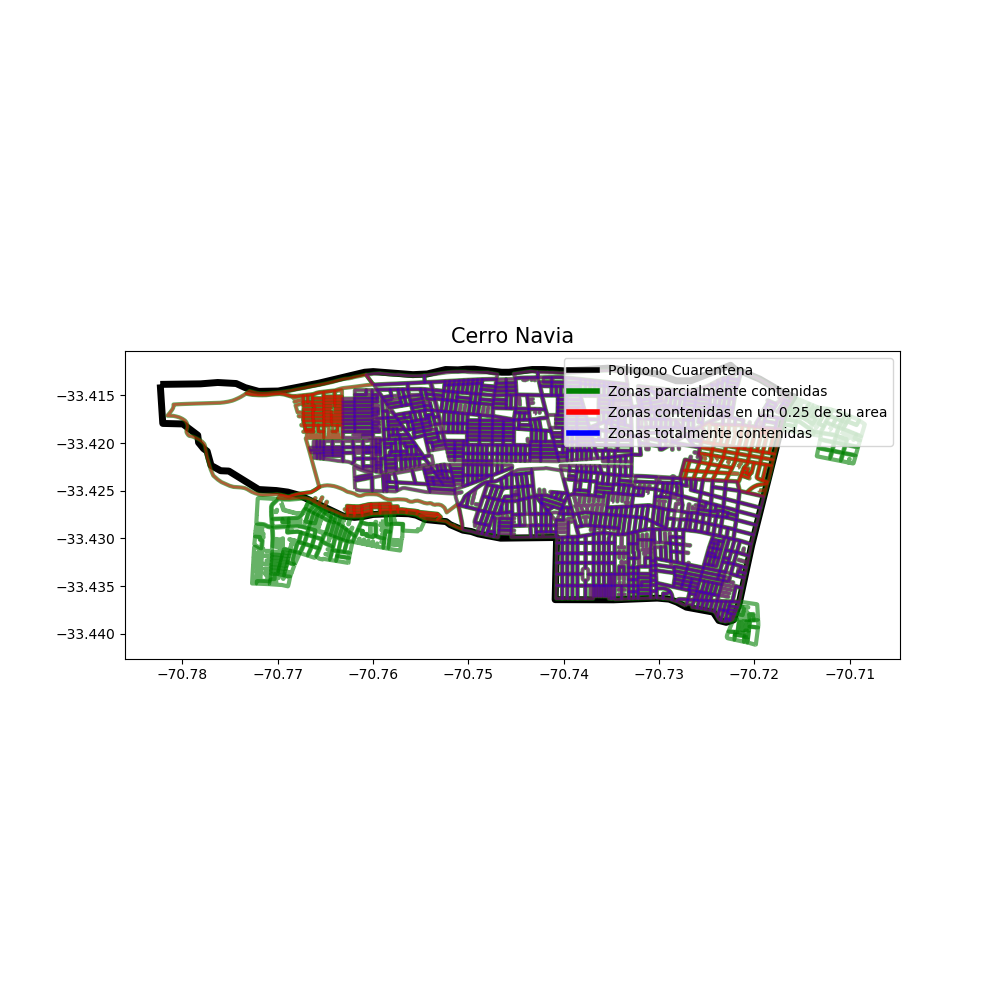 Cerro Navia
Poligono Cuarentena
Zonas parcialmente contenidas
Zonas contenidas en un 0.25 de su area
Zonas totalmente contenidas
−33.415
−33.420
−33.425
−33.430
−33.435
−33.440
−70.78 −70.77 −70.76 −70.75 −70.74 −70.73 −70.72 −70.71